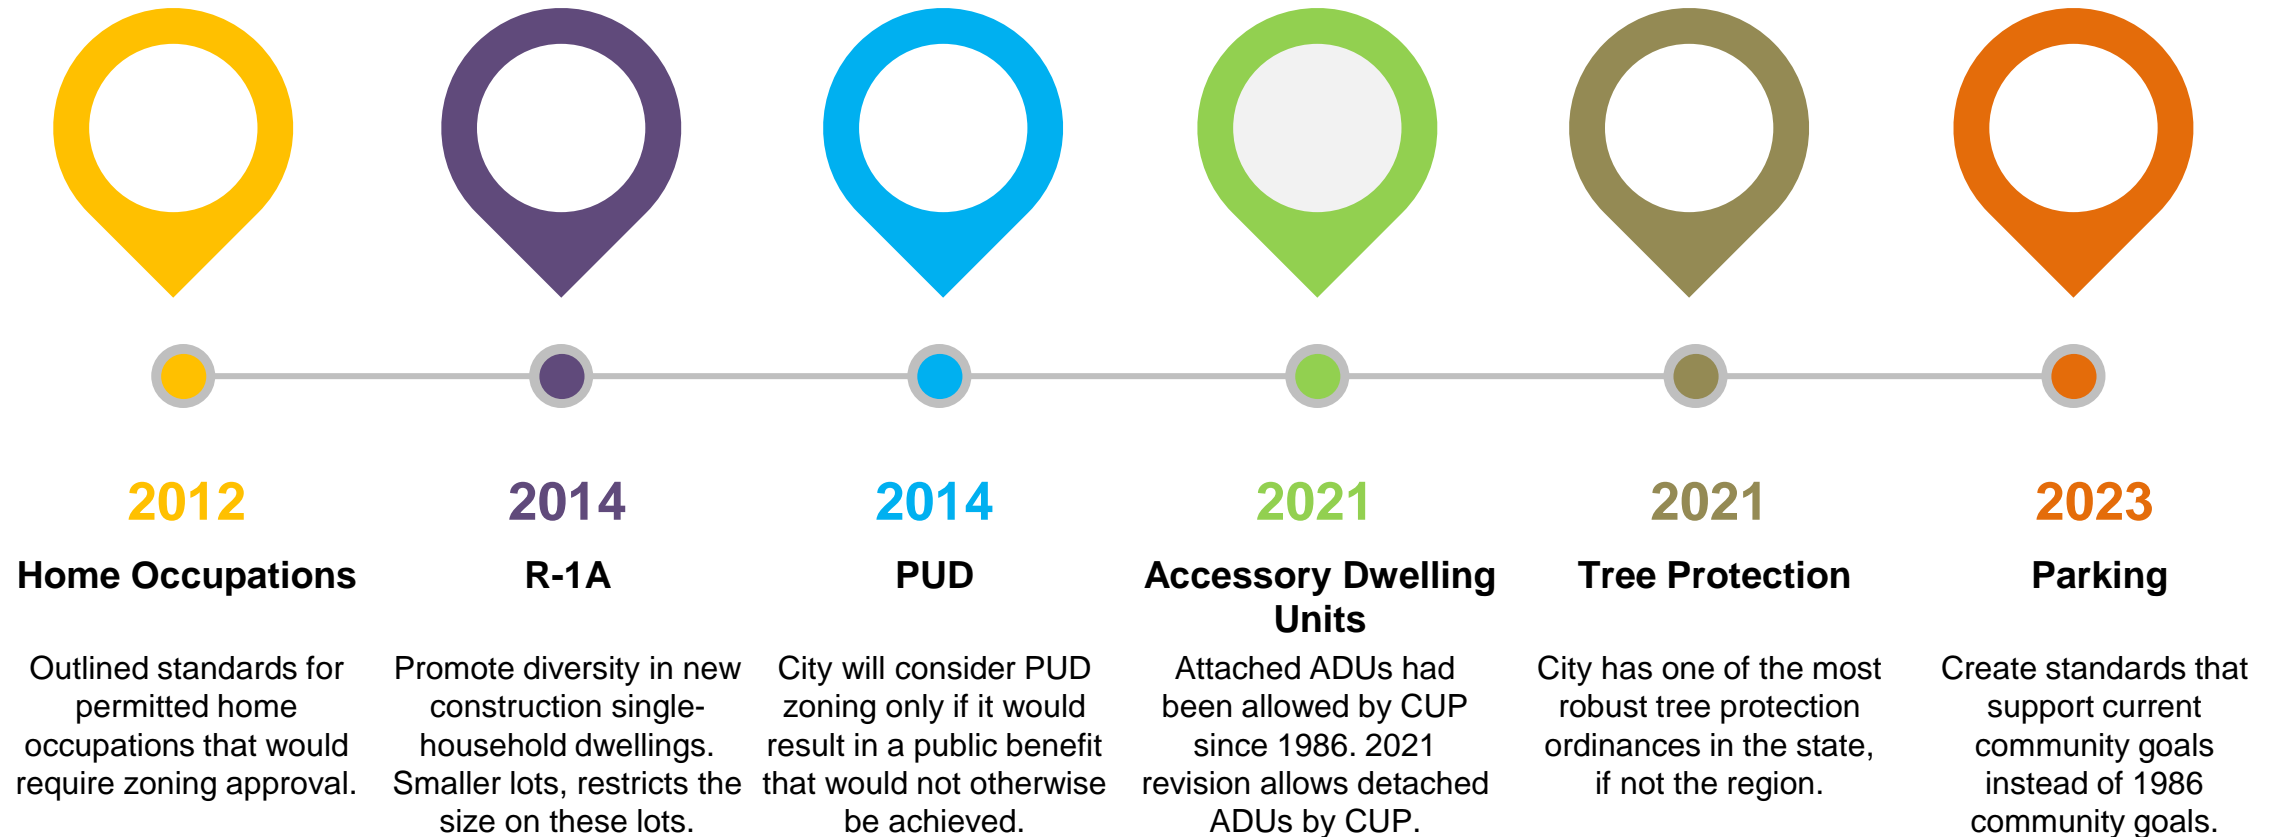 2012
Home Occupations
Outlined standards for
permitted home
occupations that would
require zoning approval.
2014
R-1A
Promote diversity in new
construction single-
household dwellings.
Smaller lots, restricts the
size on these lots.
2014
PUD
City will consider PUD
zoning only if it would
result in a public benefit
that would not otherwise
be achieved.
2021
Accessory Dwelling
Units
Attached ADUs had
been allowed by CUP
since 1986. 2021
revision allows detached
ADUs by CUP.
2021
Tree Protection
City has one of the most
robust tree protection
ordinances in the state,
if not the region.
2023
Parking
Create standards that
support current
community goals
instead of 1986
community goals.